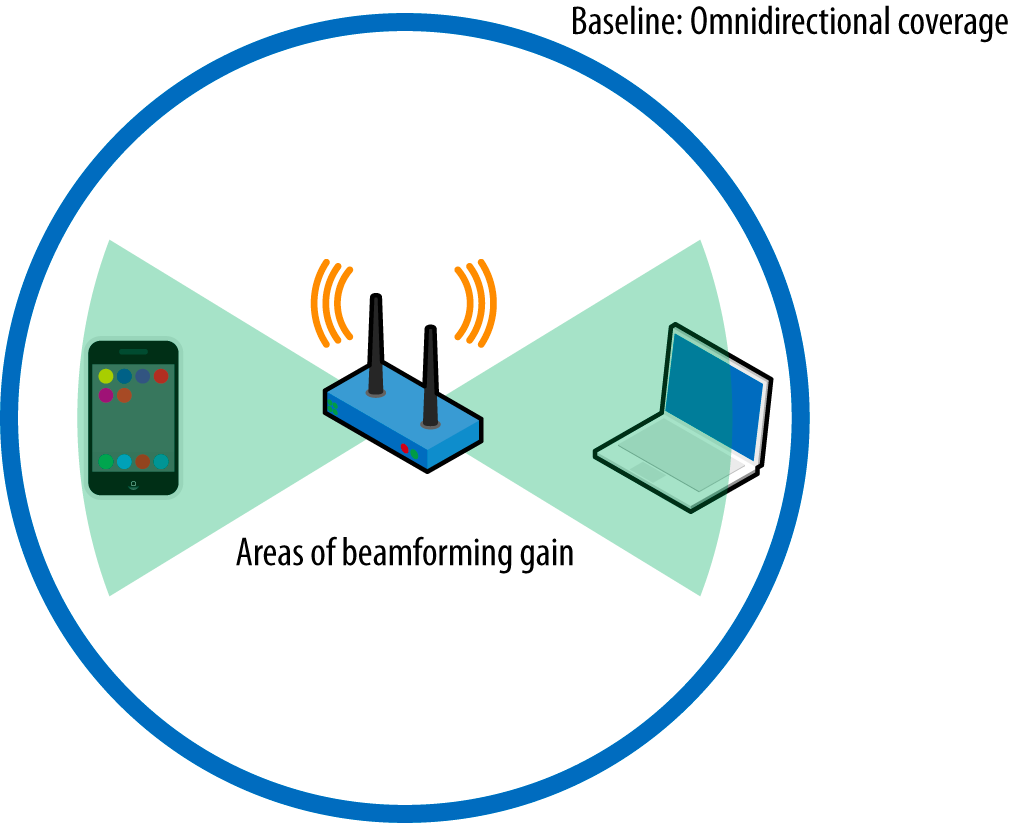 Baseline: Omnidirectional coverage
Areas of beamforming gain